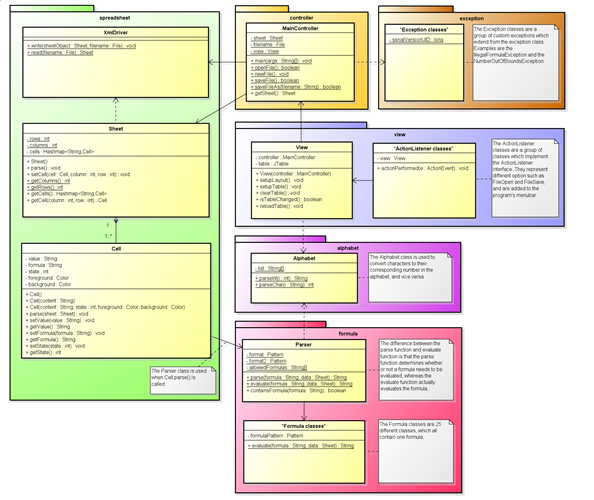 spreadsheet
XmlDriver
+ write(sheetObject : Sheet, filename : File) : void
+ read(filename : File) : Sheet
Sheet
- rows : int
- columns : int
- cells : Hashmap<String,Cell>
+ Sheet()
+ parse() : void
+ setCell(cell : Cell, column : int, row : int) : void
+ getColumns() : int
+ getRows() : int
+ getCells() : Hashmap<String,Cell>
+ getCell(column : int, row : int) : Cell
1
1..*
Cell
- value : String
- formula : String
- state : int
- foreground : Color
- background : Color
+ Cell()
+ Cell(content : String)
+ Cell(content : String, state : int, foreground : Color, background : Color)
+ parse(sheet : Sheet) : void
+ setValue(value : String) : void
+ getValue() : String
+ setFormula(formula : String) : void
+ getFormula() : String
+ setState(state : int) : void
+ getState() : int
The Parser class is used
when Cell.parse() is
called
controller
MainController
- sheet : Sheet
- filename : File
- view : View
+ main(args : String[]) : void
+ openFile() : boolean
+ newFile() : void
+ saveFile() : boolean
+ saveFileAs(filename : String) : boolean
+ getSheet() : Sheet
exception
"Exception classes"
- serialVersionUID : long
The Exception classes are a
group of custom exceptions which
extend from the exception class.
Examples are the
IllegalFormulaException and the
NumberOutOfBoundsException.
view
View
- controller : MainController
- table : JTable
+ View(controller : MainController)
+ setupLayout() : void
+ setupTable() : void
+ clearTable() : void
+ isTableChanged() : boolean
+ reloadTable() : void
"ActionListener classes"
- view : View
+ actionPerformed(e : ActionEvent) : void
The ActionListener
classes are a group of
classes which implement
the ActionListener
interface. They represent
different option such as
FileOpen and FileSave,
and are added to the
program's menubar.
alphabet
Alphabet
- list : String[]
+ parseInt(i : int) : String
+ parseChar(s : String) : int
The Alphabet class is used to
convert characters to their
corresponding number in the
alphabet, and vice versa
formula
Parser
- format : Pattern
- format2 : Pattern
- allowedFormulas : String[]
+ parse(formula : String, data : Sheet) : String
+ evaluate(formula : String, data : Sheet) : String
+ containsFormula(formula : String) : boolean
The difference between the
parse function and evaluate
function is that the parse
function determines whether
or not a formula needs to be
evaluated, whereas the
evaluate function actually
evaluates the formula.
"Formula classes"
- formulaPattern : Pattern
+ evaluate(formula : String, data : Sheet) : String
The Formula classes are 25
different classes, which all
contain one formula.